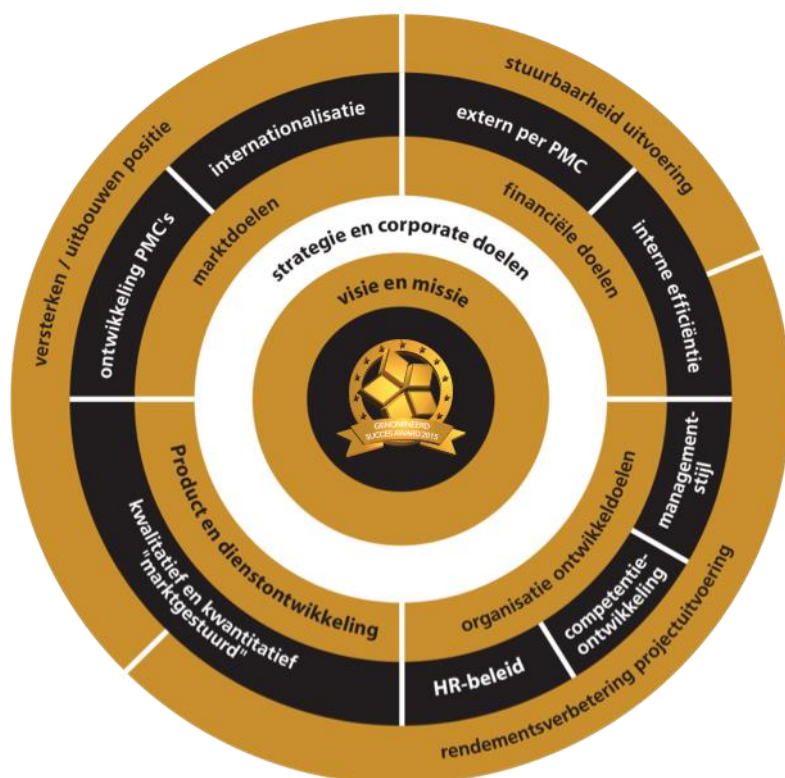 versterken / uitbouwen positie
stuurbaarheid uitvoering
rendementsverbetering projectuitvoering
ontwikkeling PMC's
internationalisatie
extern per PMC
interne efficiëntie
management-
stijl
competentie-
ontwikkeling
HR-beleid
kwalitatief en kwantitatief
"marktgestuurd"
marktdoelen
financiële doelen
organisatie ontwikkeldoelen
Product en dienstontwikkeling
strategie en corporate doelen
visie en missie
GENOMINEERD
SUCCES AWARD 2015